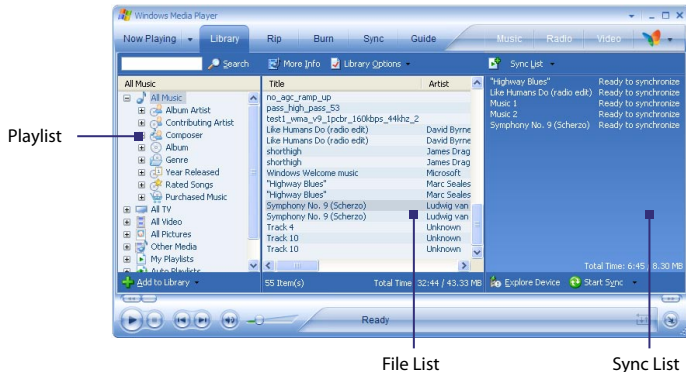 Windows Media Player
Now Playing Library Rip Burn Sync Guide Music Radio Video
Search More Info Library Options Sync List
All Music
All Music
Album Artist
Contributing Artist
Composer
Album
Genre
Year Released
Rated Songs
Purchased Music
All TV
All Video
All Pictures
Other Media
My Playlists
Auto Playlists
Add to Library
Title Artist
no_agc_ramp_up
pass_high_pass_53
test1_wma_v9_1pcbr_160kbps_44khz_2
Like Humans Do (radio edit) David Byrne
Like Humans Do (radio edit) David Byrne
shorthigh James Drag
shorthigh James Drag
Windows Welcome music Microsoft
"Highway Blues" Marc Seales
"Highway Blues" Marc Seales
Symphony No. 9 (Scherzo) Ludwig van
Symphony No. 9 (Scherzo) Ludwig van
Track 4 Unknown
Track 10 Unknown
Track 10 Unknown
55 Item(s) Total Time: 32:44 / 43.33 MB
"Highway Blues" Ready to synchronize
Like Humans Do (radio edit) Ready to synchronize
Music 1 Ready to synchronize
Music 2 Ready to synchronize
Symphony No. 9 (Scherzo) Ready to synchronize
Total Time: 6:45 / 8.30 MB
Explore Device Start Sync
Ready
Playlist
File List
Sync List